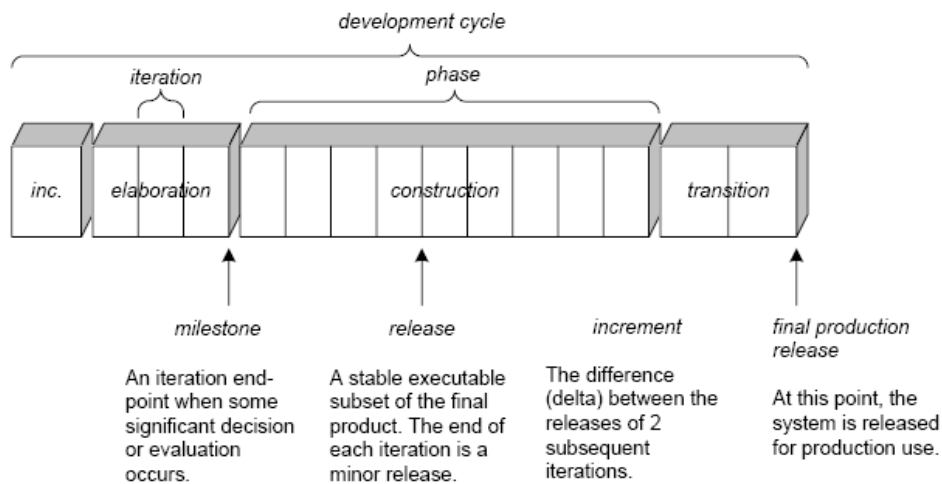 development cycle
iteration
phase
inc.
elaboration
construction
transition
milestone
An iteration end-
point when some
significant decision
or evaluation
occurs.
release
A stable executable
subset of the final
product. The end of
each iteration is a
minor release.
increment
The difference
(delta) between the
releases of 2
subsequent
iterations.
final production
release
At this point, the
system is released
for production use.